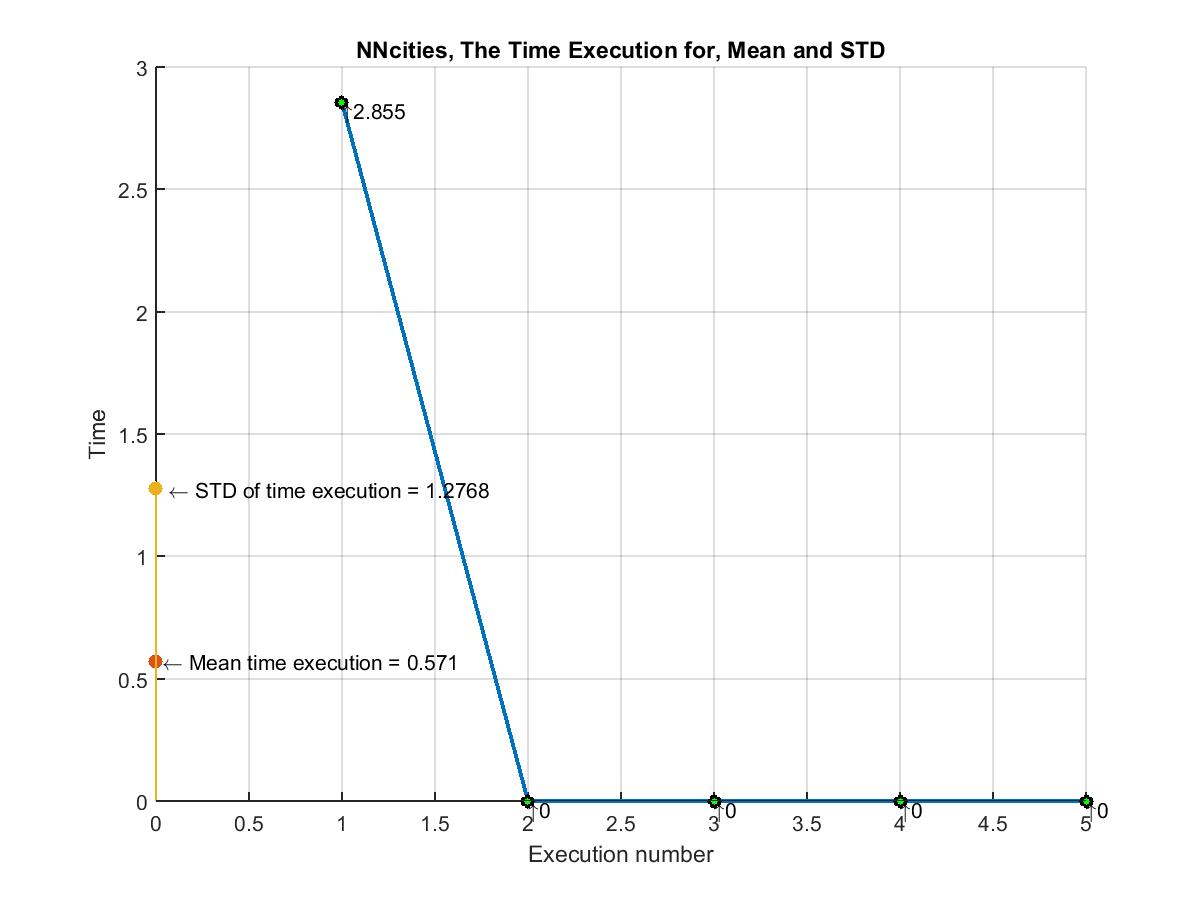 NNcities, The Time Execution for, Mean and STD
3
2.855
2.5
2
Time
1.5
← STD of time execution = 1.2768
1
← Mean time execution = 0.571
0.5
0
0 0 0 0
0 0.5 1 1.5 2 2.5 3 3.5 4 4.5 5
Execution number